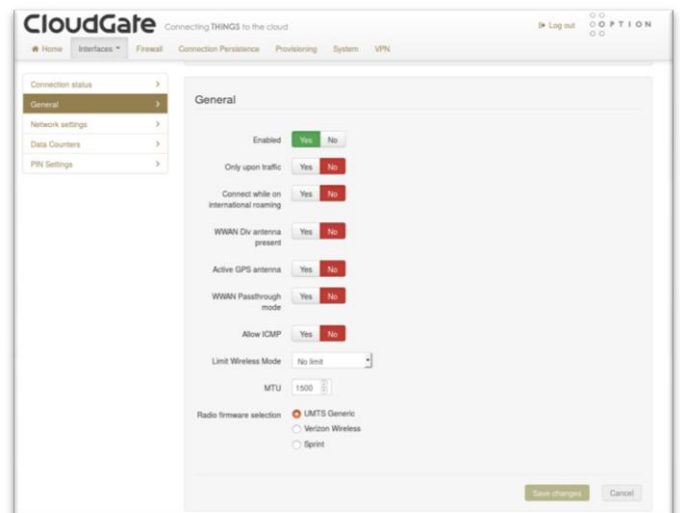 CloudGate Connecting THINGS to the cloud
Log out
OPTION
Home Interfaces Firewall Connection Persistence Provisioning System VPN
Connection status
General
Network settings
Data Counters
PIN Settings
General
Enabled Yes No
Only upon traffic Yes No
Connect while on
international roaming Yes No
WWAN Div antenna
present Yes No
Active GPS antenna Yes No
WWAN Passthrough
mode Yes No
Allow ICMP Yes No
Limit Wireless Mode No limit
MTU 1500
Radio firmware selection UMTS Generic
Verizon Wireless
Sprint
Save changes Cancel